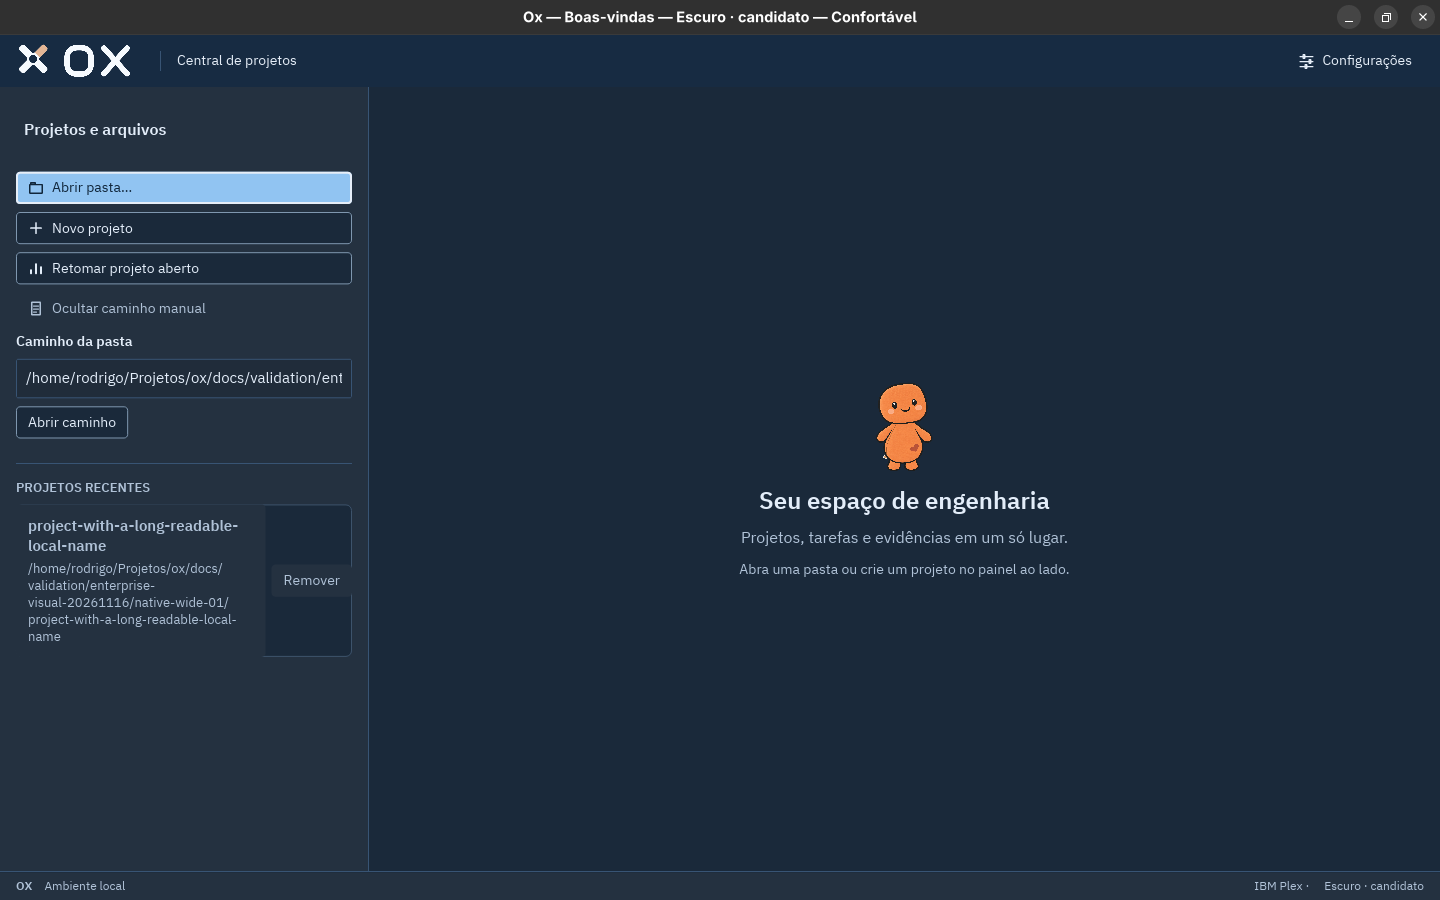 Ox — Boas-vindas — Escuro · candidato — Confortável
OX
Central de projetos
Configurações
Projetos e arquivos
Abrir pasta...
Novo projeto
Retomar projeto aberto
Ocultar caminho manual
Caminho da pasta
/home/rodrigo/Projetos/ox/docs/validation/ent
Abrir caminho
PROJETOS RECENTES
project-with-a-long-readable-
local-name
/home/rodrigo/Projetos/ox/docs/
validation/enterprise-
visual-20261116/native-wide-01/
project-with-a-long-readable-local-
name
Remover
Seu espaço de engenharia
Projetos, tarefas e evidências em um só lugar.
Abra uma pasta ou crie um projeto no painel ao lado.
OX Ambiente local
IBM Plex · Escuro · candidato